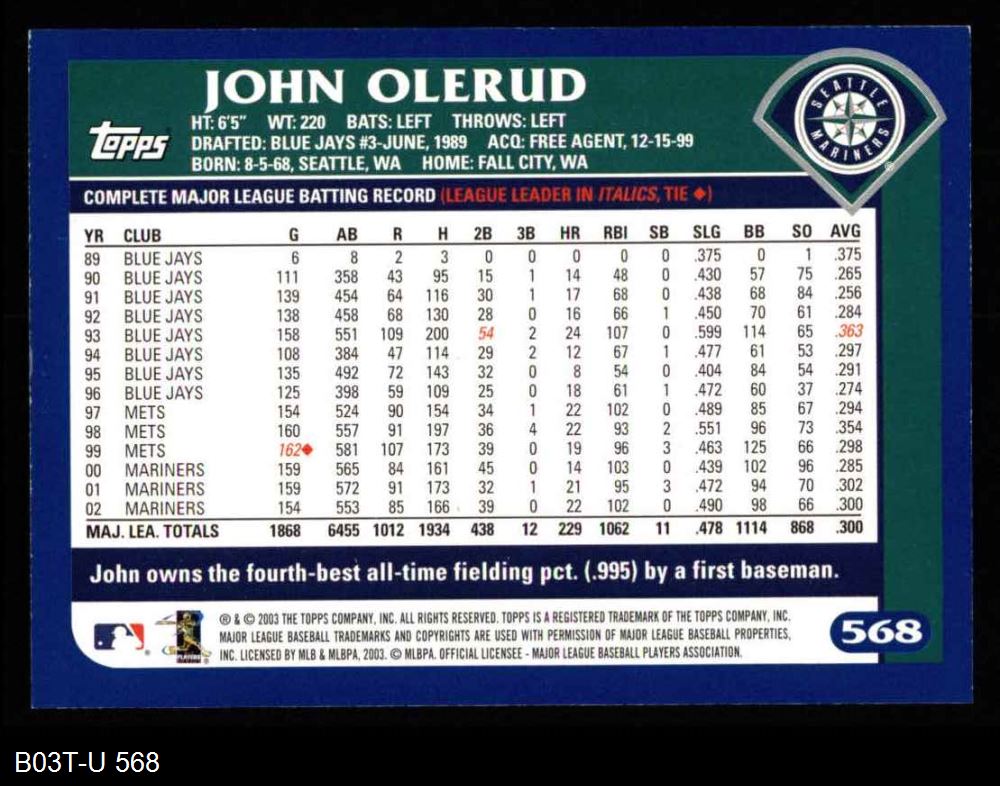 JOHN OLERUD
HT: 6'5" WT: 220 BATS: LEFT THROWS: LEFT
DRAFTED: BLUE JAYS #3-JUNE, 1989 ACQ: FREE AGENT, 12-15-99
BORN: 8-5-68, SEATTLE, WA HOME: FALL CITY, WA
Topps
SEATTLE MARINERS
COMPLETE MAJOR LEAGUE BATTING RECORD (LEAGUE LEADER IN ITALICS, TIE ◆)
YR CLUB G AB R H 2B 3B HR RBI SB SLG BB SO AVG
89 BLUE JAYS 6 8 2 3 0 0 0 0 0 .375 0 1 .375
90 BLUE JAYS 111 358 43 95 15 1 14 48 0 .430 57 75 .265
91 BLUE JAYS 139 454 64 116 30 1 17 68 0 .438 68 84 .256
92 BLUE JAYS 138 458 68 130 28 0 16 66 1 .450 70 61 .284
93 BLUE JAYS 158 551 109 200 54 2 24 107 0 .599 114 65 .363
94 BLUE JAYS 108 384 47 114 29 2 12 67 1 .477 61 53 .297
95 BLUE JAYS 135 492 72 143 32 0 8 54 0 .404 84 54 .291
96 BLUE JAYS 125 398 59 109 25 0 18 61 1 .472 60 37 .274
97 METS 154 524 90 154 34 1 22 102 0 .489 85 67 .294
98 METS 160 557 91 197 36 4 22 93 2 .551 96 73 .354
99 METS 162◆ 581 107 173 39 0 19 96 3 .463 125 66 .298
00 MARINERS 159 565 84 161 45 0 14 103 0 .439 102 96 .285
01 MARINERS 159 572 91 173 32 1 21 95 3 .472 94 70 .302
02 MARINERS 154 553 85 166 39 0 22 102 0 .490 98 66 .300
MAJ. LEA. TOTALS 1868 6455 1012 1934 438 12 229 1062 11 .478 1114 868 .300
John owns the fourth-best all-time fielding pct. (.995) by a first baseman.
® & © 2003 THE TOPPS COMPANY, INC. ALL RIGHTS RESERVED. TOPPS IS A REGISTERED TRADEMARK OF THE TOPPS COMPANY, INC.
MAJOR LEAGUE BASEBALL TRADEMARKS AND COPYRIGHTS ARE USED WITH PERMISSION OF MAJOR LEAGUE BASEBALL PROPERTIES,
INC. LICENSED BY MLB & MLBPA, 2003. © MLBPA. OFFICIAL LICENSEE - MAJOR LEAGUE BASEBALL PLAYERS ASSOCIATION.
568
B03T-U 568